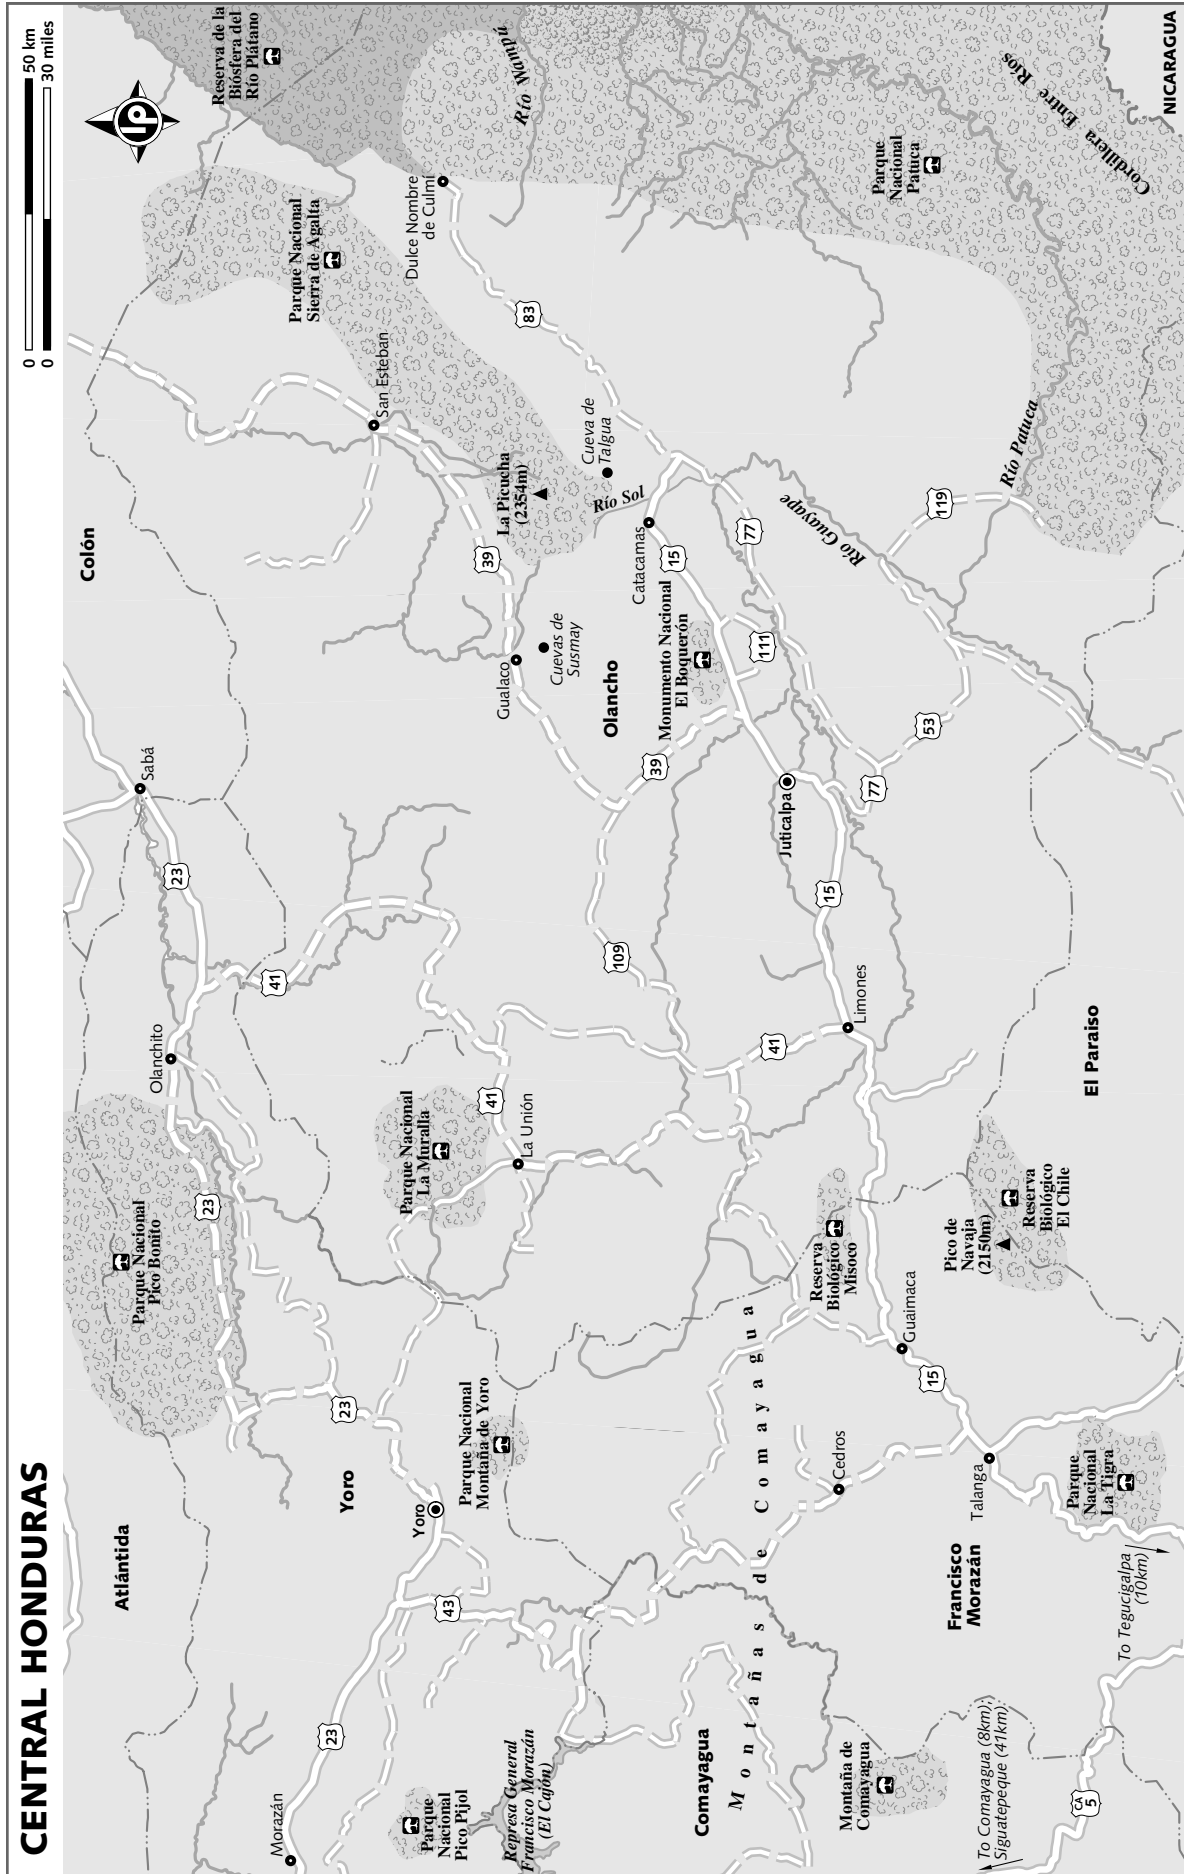 CENTRAL HONDURAS
0
50 km
0
30 miles
lp
Reserva de la
Biósfera del
Río Plátano
Río Wampú
Parque Nacional
Sierra de Agalta
Dulce Nombre
de Culmí
Parque
Nacional
Patuca
Cordillera Entre Ríos
NICARAGUA
Colón
San Esteban
83
La Picucha
(2354m)
Cueva de
Talgua
Río Sol
39
Catacamas
15
77
Río Guayape
119
Río Patuca
Gualaco
Cuevas de
Susmay
Olancho
Monumento Nacional
El Boquerón
111
39
53
77
Juticalpa
Sabá
23
41
109
15
Olanchito
Limones
41
41
La Unión
Parque Nacional
La Muralla
El Paraiso
Parque Nacional
Pico Bonito
23
Reserva
Biológico
Misoco
Pico de
Navaja
(2150m)
Reserva
Biológico
El Chile
Guaimaca
15
23
Parque Nacional
Montaña de Yoro
Yoro
Yoro
Montañas de Comayagua
Cedros
Talanga
Parque
Nacional
La Tigra
Atlántida
43
Francisco
Morazán
To Tegucigalpa
(10km)
23
Morazán
Parque
Nacional
Pico Pijol
Represa General
Francisco Morazán
(El Cajón)
Comayagua
Montaña de
Comayagua
To Comayagua (8km);
Siguatepeque (41km)
CA
5